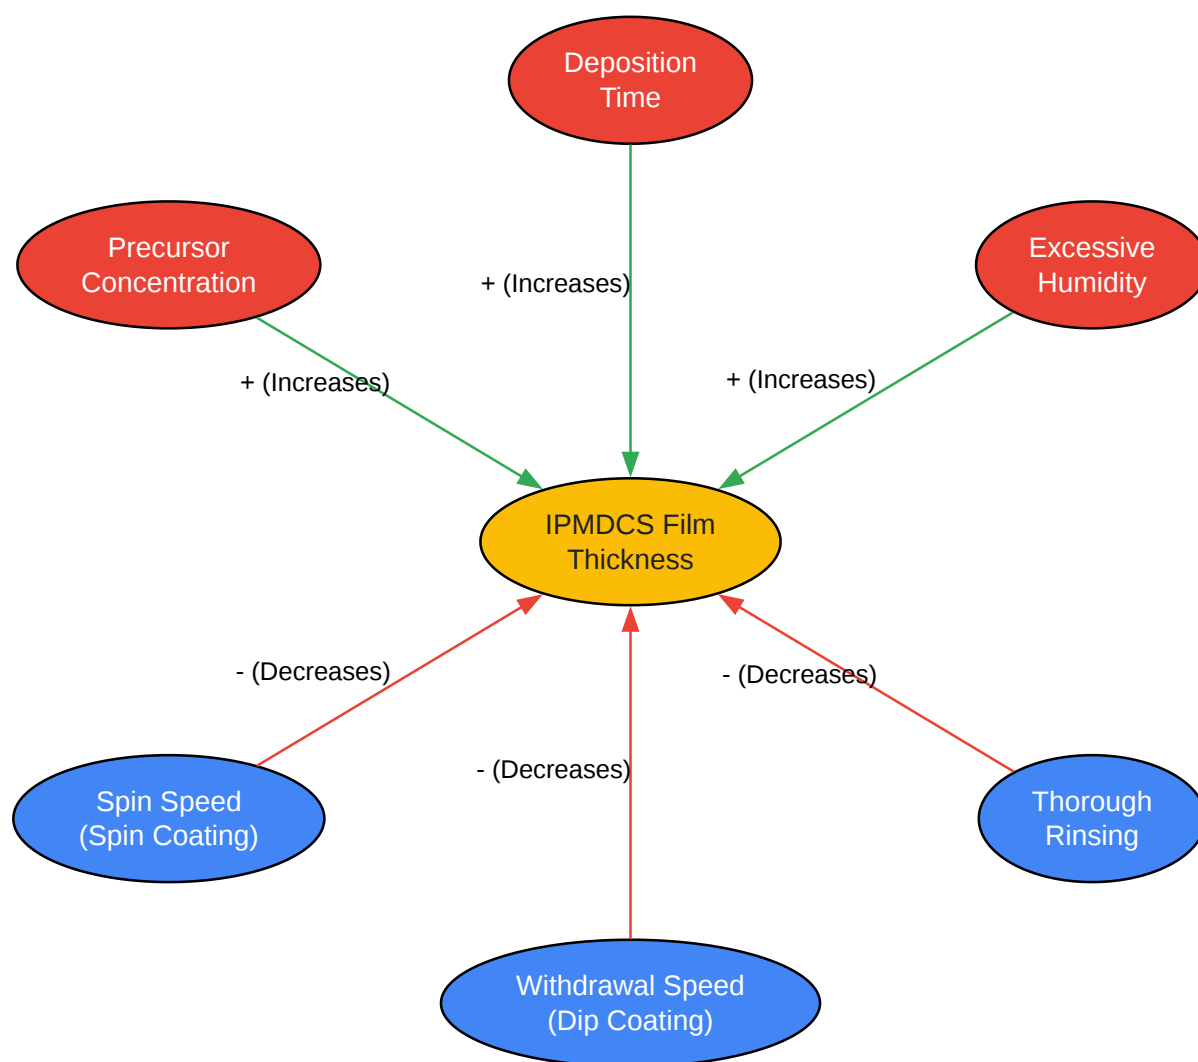 Deposition
Time
Precursor
Concentration
Excessive
Humidity
+ (Increases)
+ (Increases)
+ (Increases)
IPMDCS Film
Thickness
- (Decreases)
- (Decreases)
- (Decreases)
Spin Speed
(Spin Coating)
Thorough
Rinsing
Withdrawal Speed
(Dip Coating)